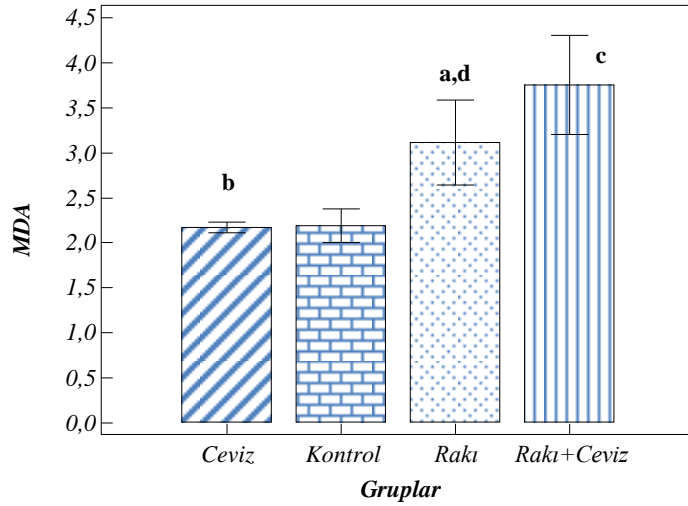 4,5
4,0
3,5
3,0
2,5
2,0
1,5
1,0
0,5
0,0
MDA
b
a,d
c
Ceviz Kontrol Rakı Rakı+Ceviz
Gruplar